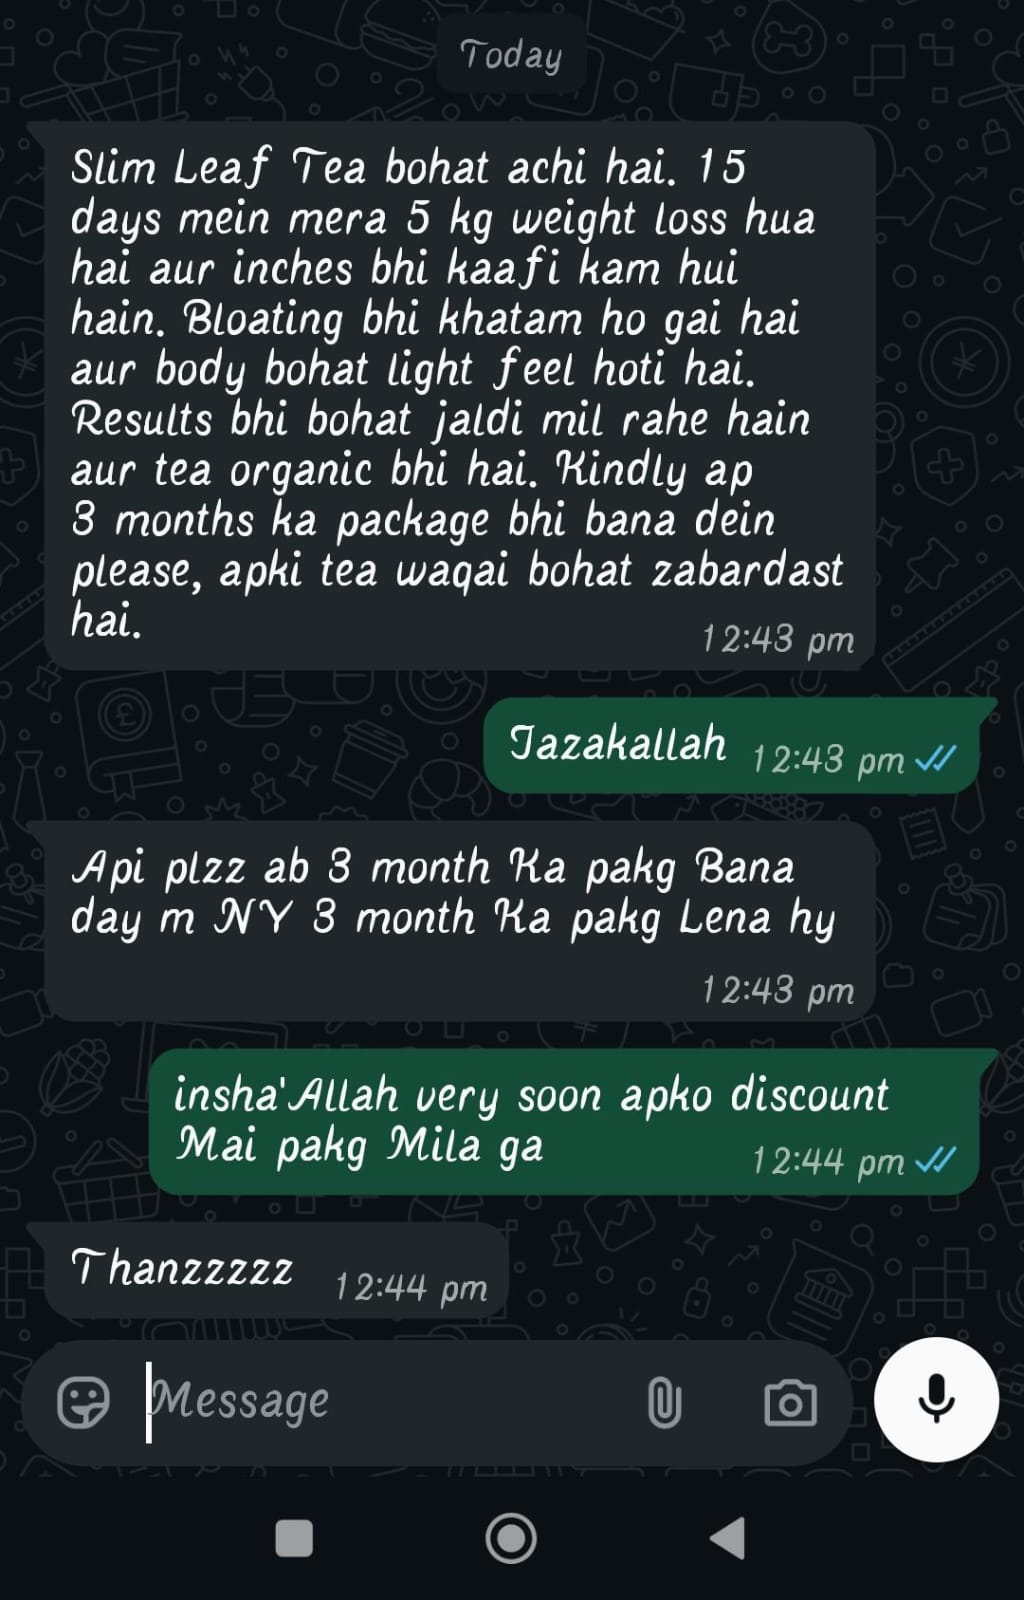 Today
Slim Leaf Tea bohat achi hai. 15
days mein mera 5 kg weight loss hua
hai aur inches bhi kaafi kam hui
hain. Bloating bhi khatam ho gai hai
aur body bohat light feel hoti hai.
Results bhi bohat jaldi mil rahe hain
aur tea organic bhi hai. Kindly ap
3 months ka package bhi bana dein
please, apki tea waqai bohat zabardast
hai.
12:43 pm
Jazakallah 12:43 pm
Api plzz ab 3 month Ka pakg Bana
day m NY 3 month Ka pakg Lena hy
12:43 pm
insha'Allah very soon apko discount
Mai pakg Mila ga
12:44 pm
Thanzzzzz 12:44 pm
Message